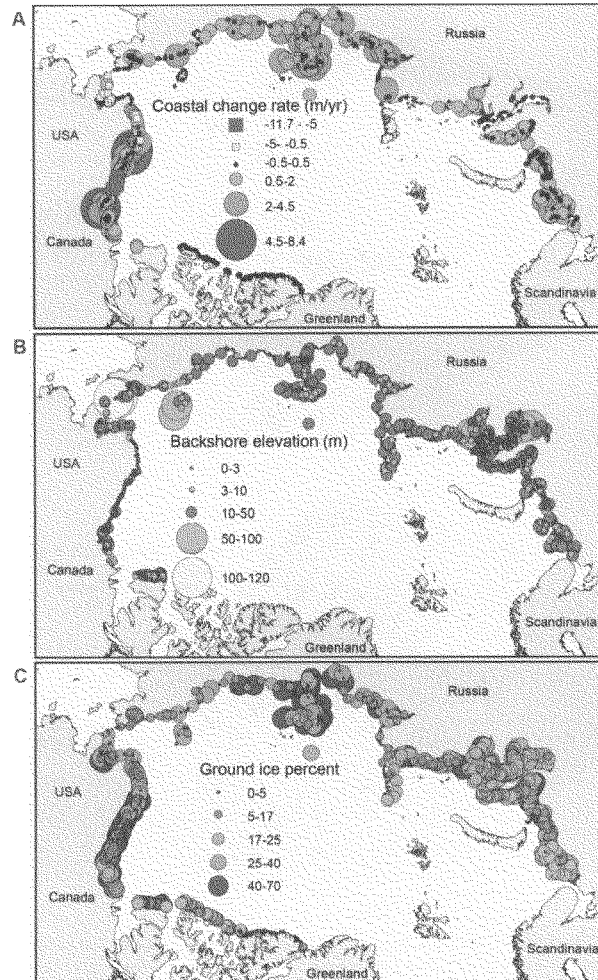 A
Russia
Coastal change rate (m/yr)
-11.7 - -5
USA
-5- -0.5
-0.5-0.5
0.5-2
2-4.5
Canada
4.5-8.4
Scandinavia
Greenland
B
Russia
Backshore elevation (m)
USA
0-3
3-10
10-50
50-100
Canada
100-120
Scandinavia
Greenland
C
Russia
Ground ice percent
USA
0-5
5-17
17-25
25-40
40-70
Canada
Scandinavia
Greenland